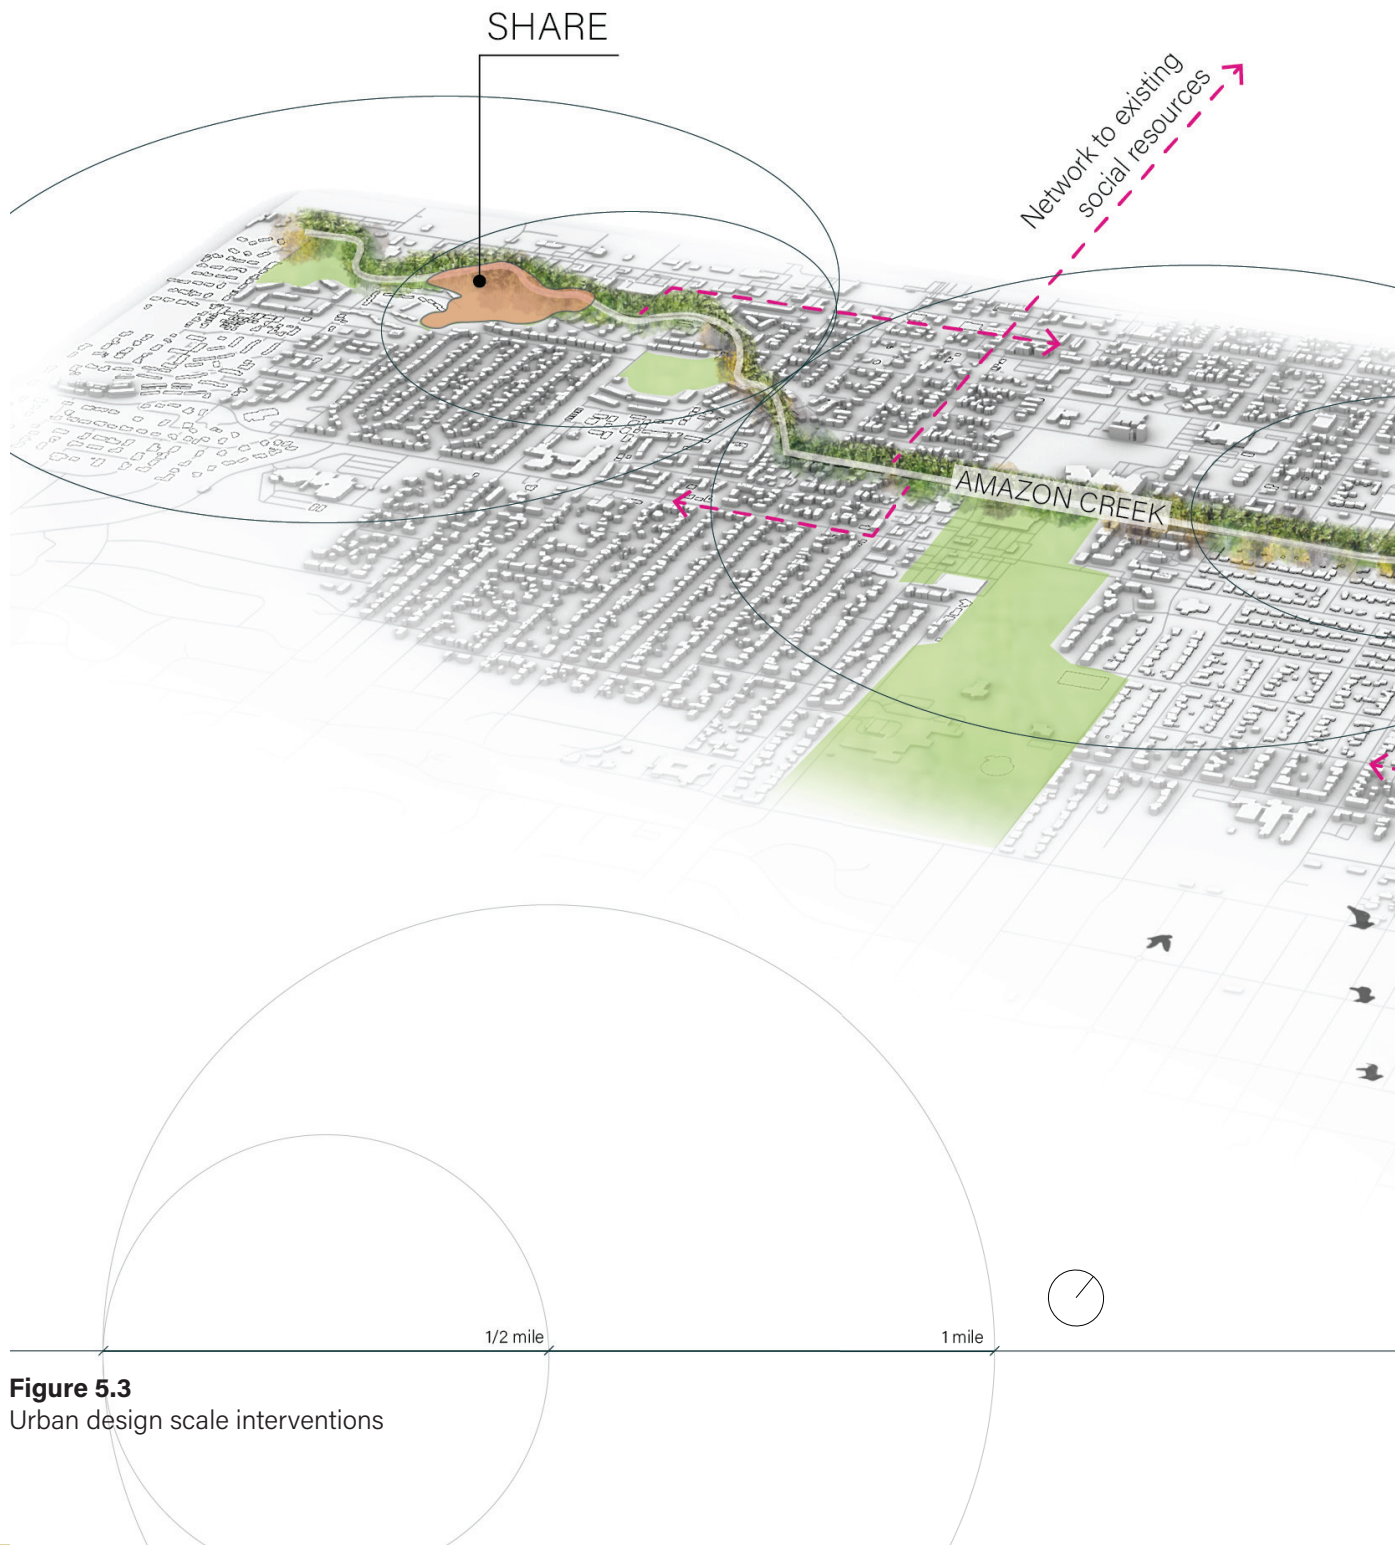 SHARE
Network to existing
social resources
AMAZON CREEK
1/2 mile
1 mile
Figure 5.3
Urban design scale interventions